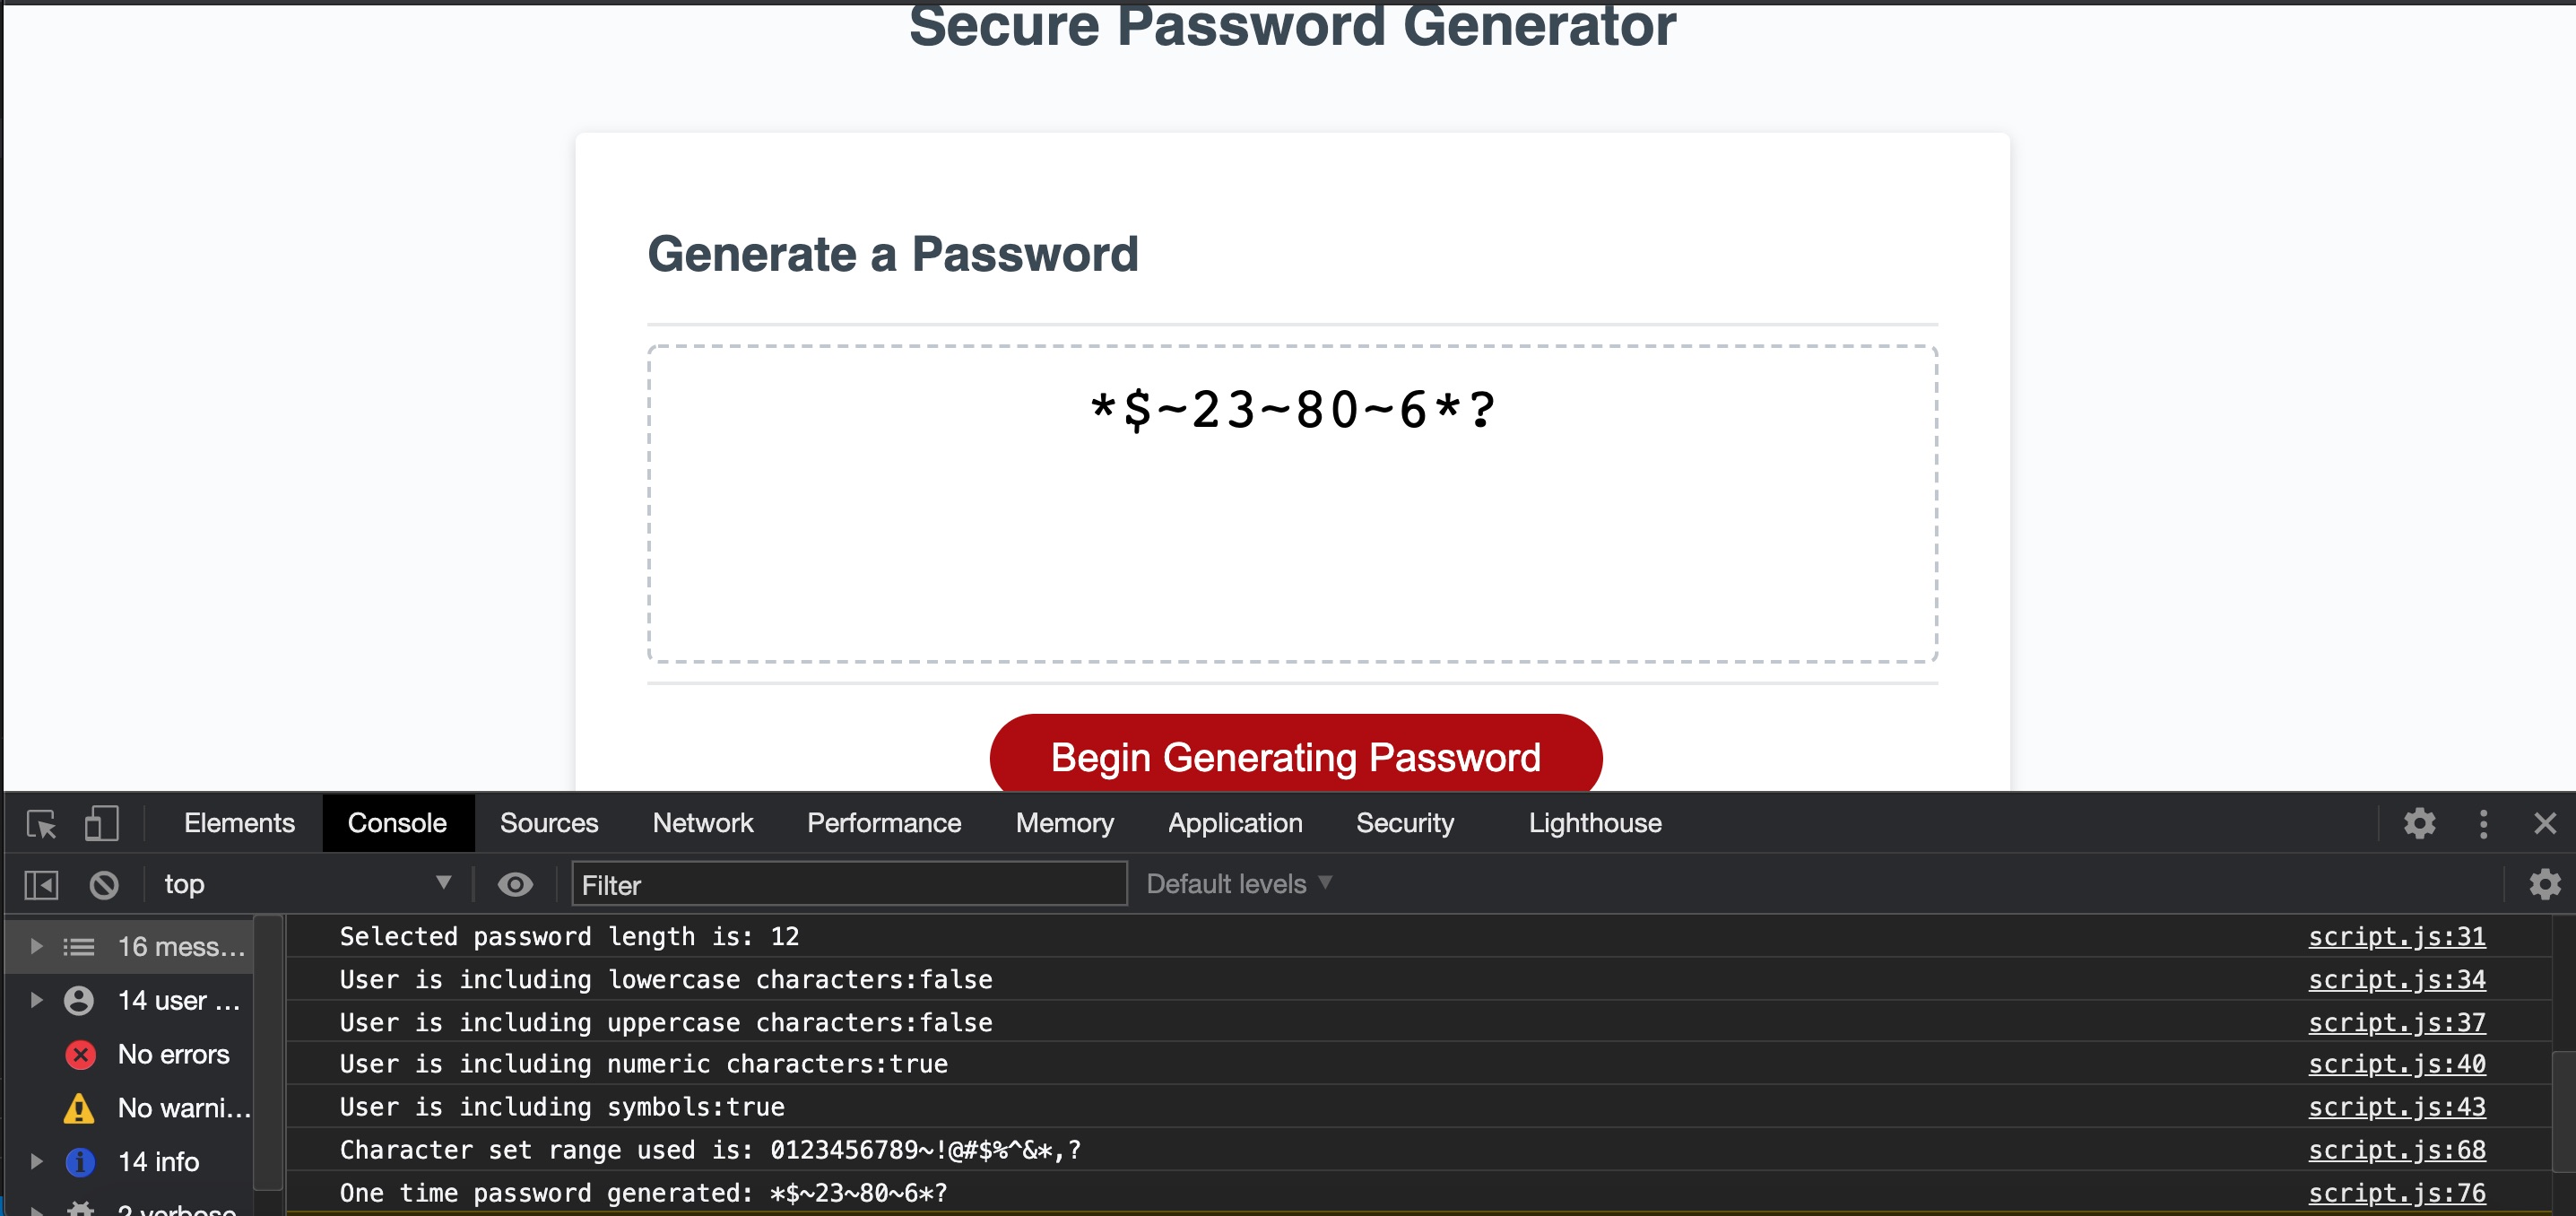 Secure Password Generator
Generate a Password
*$~23~80~6*?
Begin Generating Password
Elements Console Sources Network Performance Memory Application Security Lighthouse
top Filter Default levels
16 mess...
14 user ...
No errors
No warni...
14 info
2 verbose
Selected password length is: 12 script.js:31
User is including lowercase characters:false script.js:34
User is including uppercase characters:false script.js:37
User is including numeric characters:true script.js:40
User is including symbols:true script.js:43
Character set range used is: 0123456789~!@#$%^&*,? script.js:68
One time password generated: *$~23~80~6*? script.js:76